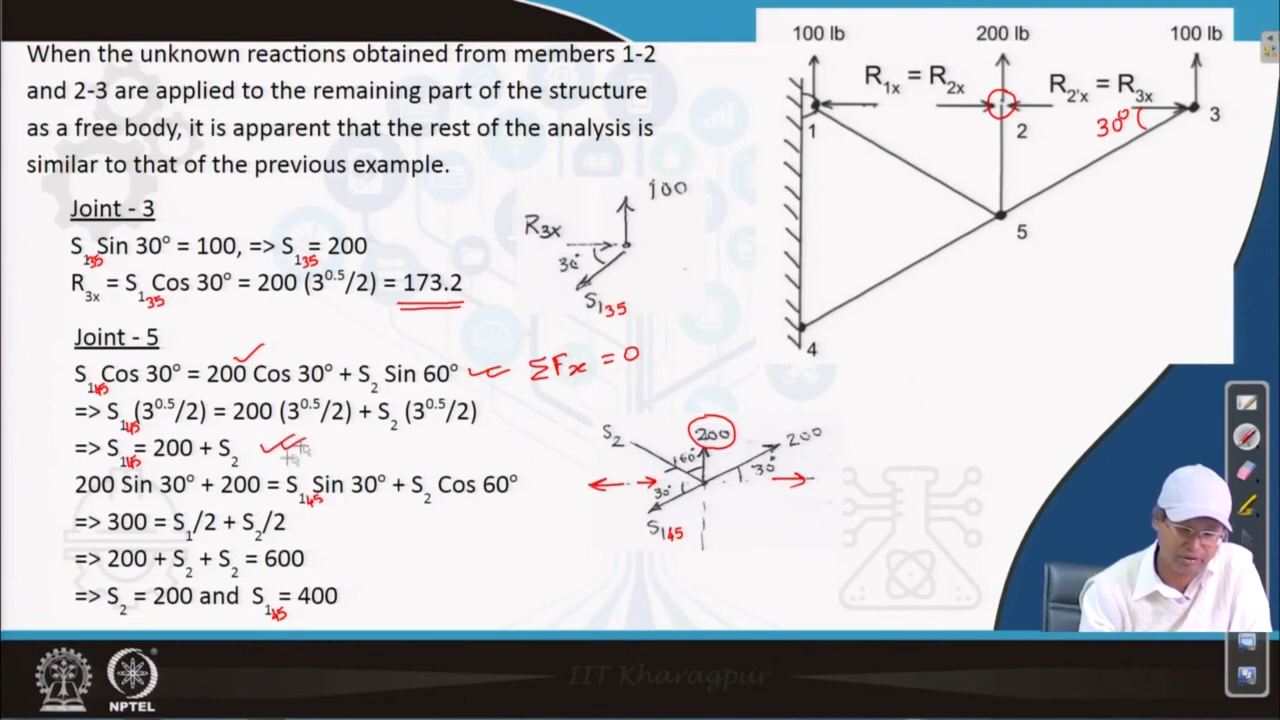 When the unknown reactions obtained from members 1-2
and 2-3 are applied to the remaining part of the structure
as a free body, it is apparent that the rest of the analysis is
similar to that of the previous example.
Joint - 3
S₁35 Sin 30° = 100, => S₁35 = 200
R₃ₓ = S₁35 Cos 30° = 200 (3^0.5/2) = 173.2
Joint - 5
S₁45 Cos 30° = 200 Cos 30° + S₂ Sin 60°
ΣFx = 0
=> S₁45 (3^0.5/2) = 200 (3^0.5/2) + S₂ (3^0.5/2)
=> S₁45 = 200 + S₂
200 Sin 30° + 200 = S₁45 Sin 30° + S₂ Cos 60°
=> 300 = S₁/2 + S₂/2
=> 200 + S₂ + S₂ = 600
=> S₂ = 200 and S₁45 = 400
100
R3x
30°
S₁35
S₂
200
200
60°
30°
30°
S₁45
100 lb 200 lb 100 lb
R₁ₓ = R₂ₓ R₂'ₓ = R₃ₓ
30°
1 2 3
5
4
IIT Kharagpur
NPTEL